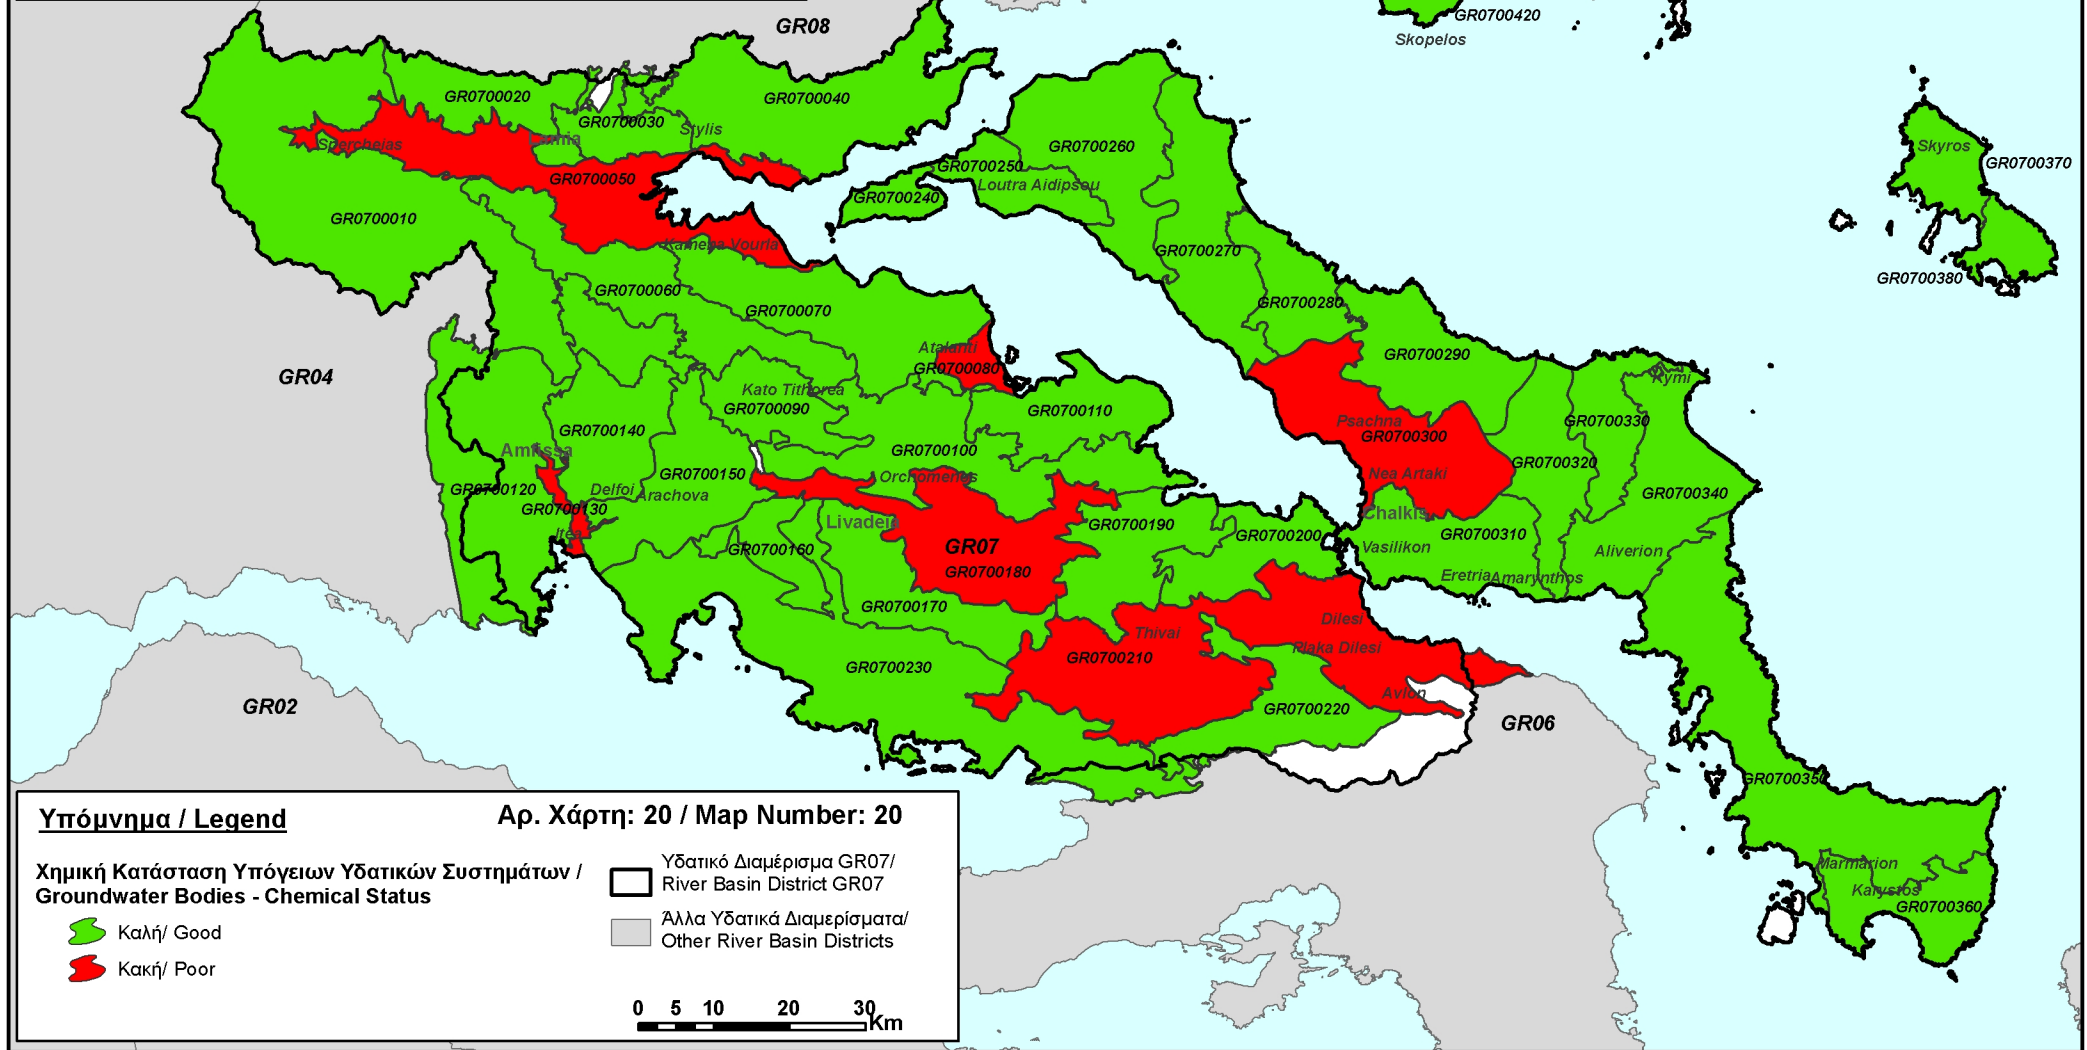 GR08
GR0700420
Skopelos
GR0700020
GR0700040
GR0700030
Stylis
Lamia
Spercheias
GR0700050
GR0700010
Kamena Vourla
GR0700260
GR0700250
Loutra Aidipsou
GR0700240
Skyros
GR0700370
GR0700380
GR0700270
GR0700280
GR0700060
GR0700070
Atalanti
GR0700080
GR0700290
Kymi
GR04
Kato Tithorea
GR0700090
GR0700110
GR0700140
Psachna
GR0700300
GR0700330
Amfissa
GR0700100
GR0700320
GR0700150
Orchomenos
Nea Artaki
GR0700120
Delfoi
Arachova
GR0700340
GR0700130
Itea
Livadeia
Chalkis
GR0700190
GR0700200
GR0700310
GR0700160
GR07
Vasilikon
Aliverion
GR0700180
Eretria
Amarynthos
GR0700170
Dilesi
Thivai
Plaka Dilesi
GR0700210
GR0700230
Avlon
GR02
GR0700220
GR06
GR0700350
Marmarion
Karystos
GR0700360
Υπόμνημα / Legend
Αρ. Χάρτη: 20 / Map Number: 20
Χημική Κατάσταση Υπόγειων Υδατικών Συστημάτων /
Groundwater Bodies - Chemical Status
Καλή/ Good
Κακή/ Poor
Υδατικό Διαμέρισμα GR07/
River Basin District GR07
Άλλα Υδατικά Διαμερίσματα/
Other River Basin Districts
0 5 10 20 30
Km